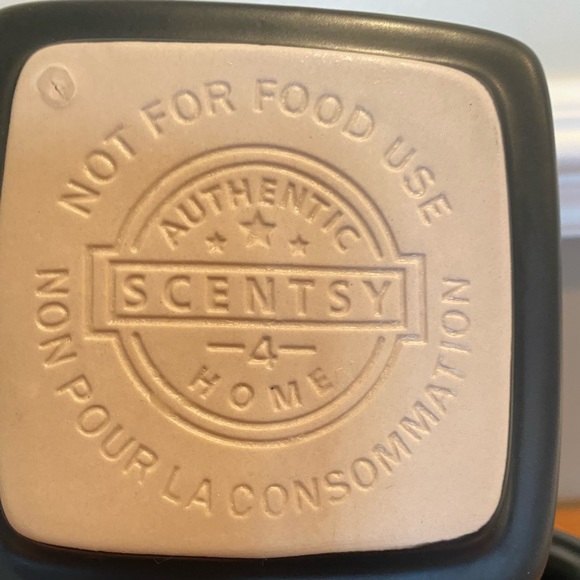 NOT FOR FOOD USE
AUTHENTIC
SCENTSY
4
HOME
NON POUR LA CONSOMMATION